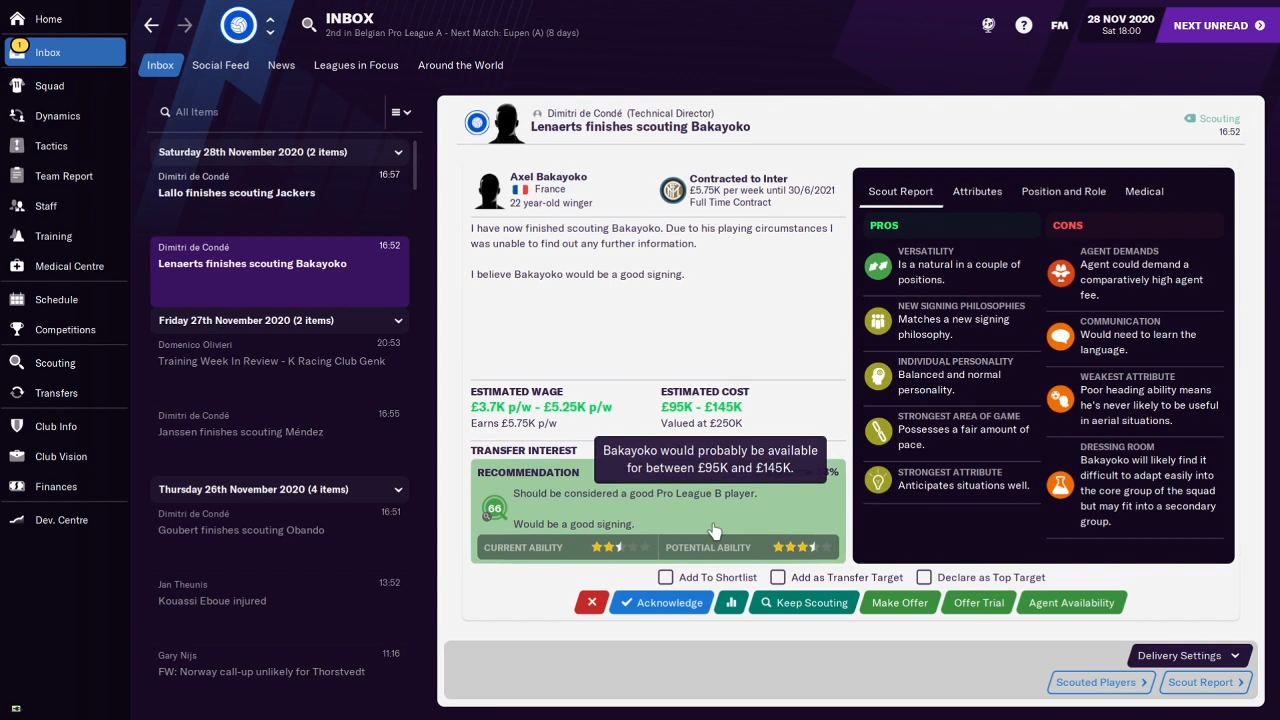 Home
1
Inbox
Squad
Dynamics
Tactics
Team Report
Staff
Training
Medical Centre
Schedule
Competitions
Scouting
Transfers
Club Info
Club Vision
Finances
Dev. Centre
INBOX
2nd in Belgian Pro League A - Next Match: Eupen (A) (8 days)
?
FM
28 NOV 2020
Sat 18:00
NEXT UNREAD
Inbox
Social Feed
News
Leagues in Focus
Around the World
All Items
Saturday 28th November 2020 (2 items)
Dimitri de Condé 16:57
Lallo finishes scouting Jackers
Dimitri de Condé 16:52
Lenaerts finishes scouting Bakayoko
Friday 27th November 2020 (2 items)
Domenico Olivieri 20:53
Training Week In Review - K Racing Club Genk
Dimitri de Condé 16:55
Janssen finishes scouting Méndez
Thursday 26th November 2020 (4 items)
Dimitri de Condé 16:51
Goubert finishes scouting Obando
Jan Theunis 13:52
Kouassi Eboue injured
Gary Nijs 11:16
FW: Norway call-up unlikely for Thorstvedt
Dimitri de Condé (Technical Director)
Lenaerts finishes scouting Bakayoko
Scouting
16:52
Axel Bakayoko
France
22 year-old winger
Contracted to Inter
£5.75K per week until 30/6/2021
Full Time Contract
I have now finished scouting Bakayoko. Due to his playing circumstances I
was unable to find out any further information.
I believe Bakayoko would be a good signing.
ESTIMATED WAGE
£3.7K p/w - £5.25K p/w
Earns £5.75K p/w
ESTIMATED COST
£95K - £145K
Valued at £250K
TRANSFER INTEREST
Bakayoko would probably be available
for between £95K and £145K.
RECOMMENDATION
66
Should be considered a good Pro League B player.
Would be a good signing.
CURRENT ABILITY
POTENTIAL ABILITY
Scout Report
Attributes
Position and Role
Medical
PROS
VERSATILITY
Is a natural in a couple of
positions.
NEW SIGNING PHILOSOPHIES
Matches a new signing
philosophy.
INDIVIDUAL PERSONALITY
Balanced and normal
personality.
STRONGEST AREA OF GAME
Possesses a fair amount of
pace.
STRONGEST ATTRIBUTE
Anticipates situations well.
CONS
AGENT DEMANDS
Agent could demand a
comparatively high agent
fee.
COMMUNICATION
Would need to learn the
language.
WEAKEST ATTRIBUTE
Poor heading ability means
he's never likely to be useful
in aerial situations.
DRESSING ROOM
Bakayoko will likely find it
difficult to adapt easily into
the core group of the squad
but may fit into a secondary
group.
Add To Shortlist
Add as Transfer Target
Declare as Top Target
Acknowledge
Keep Scouting
Make Offer
Offer Trial
Agent Availability
Delivery Settings
Scouted Players
Scout Report